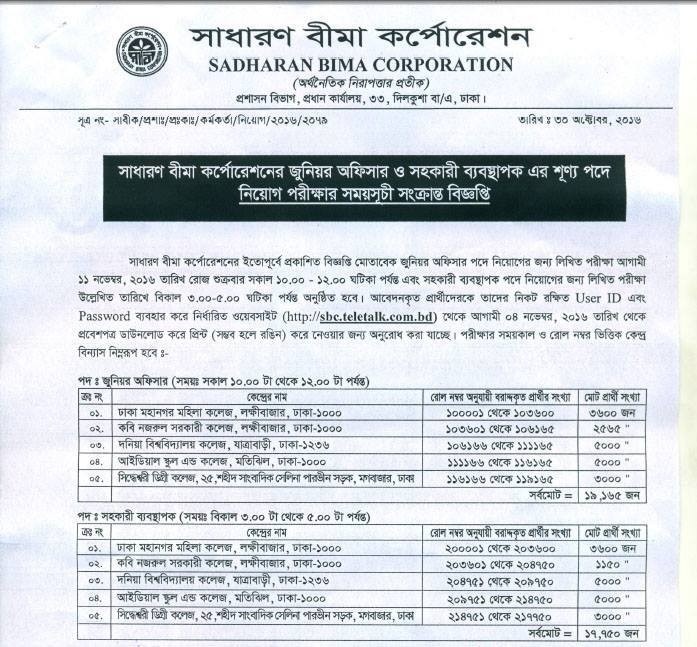 সাধারণ বীমা কর্পোরেশন
SADHARAN BIMA CORPORATION
(অর্থনৈতিক নিরাপত্তার প্রতীক)
প্রশাসন বিভাগ, প্রধান কার্যালয়, ৩৩, দিলকুশা বা/এ, ঢাকা।
সূত্র নং- সাবীক/প্রশাঃ/প্রঃকাঃ/কর্মকর্তা/নিয়োগ/২০১৬/২০৭৯ তারিখ : ৩০ অক্টোবর, ২০১৬
সাধারণ বীমা কর্পোরেশনের জুনিয়র অফিসার ও সহকারী ব্যবস্থাপক এর শূণ্য পদে
নিয়োগ পরীক্ষার সময়সূচী সংক্রান্ত বিজ্ঞপ্তি
সাধারণ বীমা কর্পোরেশনের ইতোপূর্বে প্রকাশিত বিজ্ঞপ্তি মোতাবেক জুনিয়র অফিসার পদে নিয়োগের জন্য লিখিত পরীক্ষা আগামী
১১ নভেম্বর, ২০১৬ তারিখ রোজ শুক্রবার সকাল ১০.০০ - ১২.০০ ঘটিকা পর্যন্ত এবং সহকারী ব্যবস্থাপক পদে নিয়োগের জন্য লিখিত পরীক্ষা
উল্লেখিত তারিখে বিকাল ৩.০০-৫.০০ ঘটিকা পর্যন্ত অনুষ্ঠিত হবে। আবেদনকৃত প্রার্থীদেরকে তাদের নিকট রক্ষিত User ID এবং
Password ব্যবহার করে নির্ধারিত ওয়েবসাইট (http://sbc.teletalk.com.bd) থেকে আগামী ০৪ নভেম্বর, ২০১৬ তারিখ থেকে
প্রবেশপত্র ডাউনলোড করে প্রিন্ট (সম্ভব হলে রঙিন) করে নেওয়ার জন্য অনুরোধ করা যাচ্ছে। পরীক্ষার সময়কাল ও রোল নম্বর ভিত্তিক কেন্দ্র
বিন্যাস নিম্নরূপ হবে ঃ-
পদ ঃ জুনিয়র অফিসার (সময়ঃ সকাল ১০.০০ টা থেকে ১২.০০ টা পর্যন্ত)
ক্রঃ নং কেন্দ্রের নাম রোল নম্বর অনুযায়ী বরাদ্দকৃত প্রার্থীর সংখ্যা মোট প্রার্থী সংখ্যা
০১. ঢাকা মহানগর মহিলা কলেজ, লক্ষীবাজার, ঢাকা-১০০০ ১০০০০১ থেকে ১০৩৬০০ ৩৬০০ জন
০২. কবি নজরুল সরকারী কলেজ, লক্ষীবাজার, ঢাকা-১০০০ ১০৩৬০১ থেকে ১০৬১৬৫ ২৫৬৫ "
০৩. দনিয়া বিশ্ববিদ্যালয় কলেজ, যাত্রাবাড়ী, ঢাকা-১২৩৬ ১০৬১৬৬ থেকে ১১১১৬৫ ৫০০০ "
০৪. আইডিয়াল স্কুল এন্ড কলেজ, মতিঝিল, ঢাকা-১০০০ ১১১১৬৬ থেকে ১১৬১৬৫ ৫০০০ "
০৫. সিদ্ধেশ্বরী ডিগ্রী কলেজ, ২৫,শহীদ সাংবাদিক সেলিনা পারভীন সড়ক, মগবাজার, ঢাকা ১১৬১৬৬ থেকে ১১৯১৬৫ ৩০০০ "
সর্বমোট = ১৯,১৬৫ জন
পদ ঃ সহকারী ব্যবস্থাপক (সময়ঃ বিকাল ৩.০০ টা থেকে ৫.০০ টা পর্যন্ত)
ক্রঃ নং কেন্দ্রের নাম রোল নম্বর অনুযায়ী বরাদ্দকৃত প্রার্থীর সংখ্যা মোট প্রার্থী সংখ্যা
০১. ঢাকা মহানগর মহিলা কলেজ, লক্ষীবাজার, ঢাকা-১০০০ ২০০০০১ থেকে ২০৩৬০০ ৩৬০০ জন
০২. কবি নজরুল সরকারী কলেজ, লক্ষীবাজার, ঢাকা-১০০০ ২০৩৬০১ থেকে ২০৪৭৫০ ১১৫০ "
০৩. দনিয়া বিশ্ববিদ্যালয় কলেজ, যাত্রাবাড়ী, ঢাকা-১২৩৬ ২০৪৭৫১ থেকে ২০৯৭৫০ ৫০০০ "
০৪. আইডিয়াল স্কুল এন্ড কলেজ, মতিঝিল, ঢাকা-১০০০ ২০৯৭৫১ থেকে ২১৪৭৫০ ৫০০০ "
০৫. সিদ্ধেশ্বরী ডিগ্রী কলেজ, ২৫,শহীদ সাংবাদিক সেলিনা পারভীন সড়ক, মগবাজার, ঢাকা ২১৪৭৫১ থেকে ২১৭৭৫০ ৩০০০ "
সর্বমোট = ১৭,৭৫০ জন